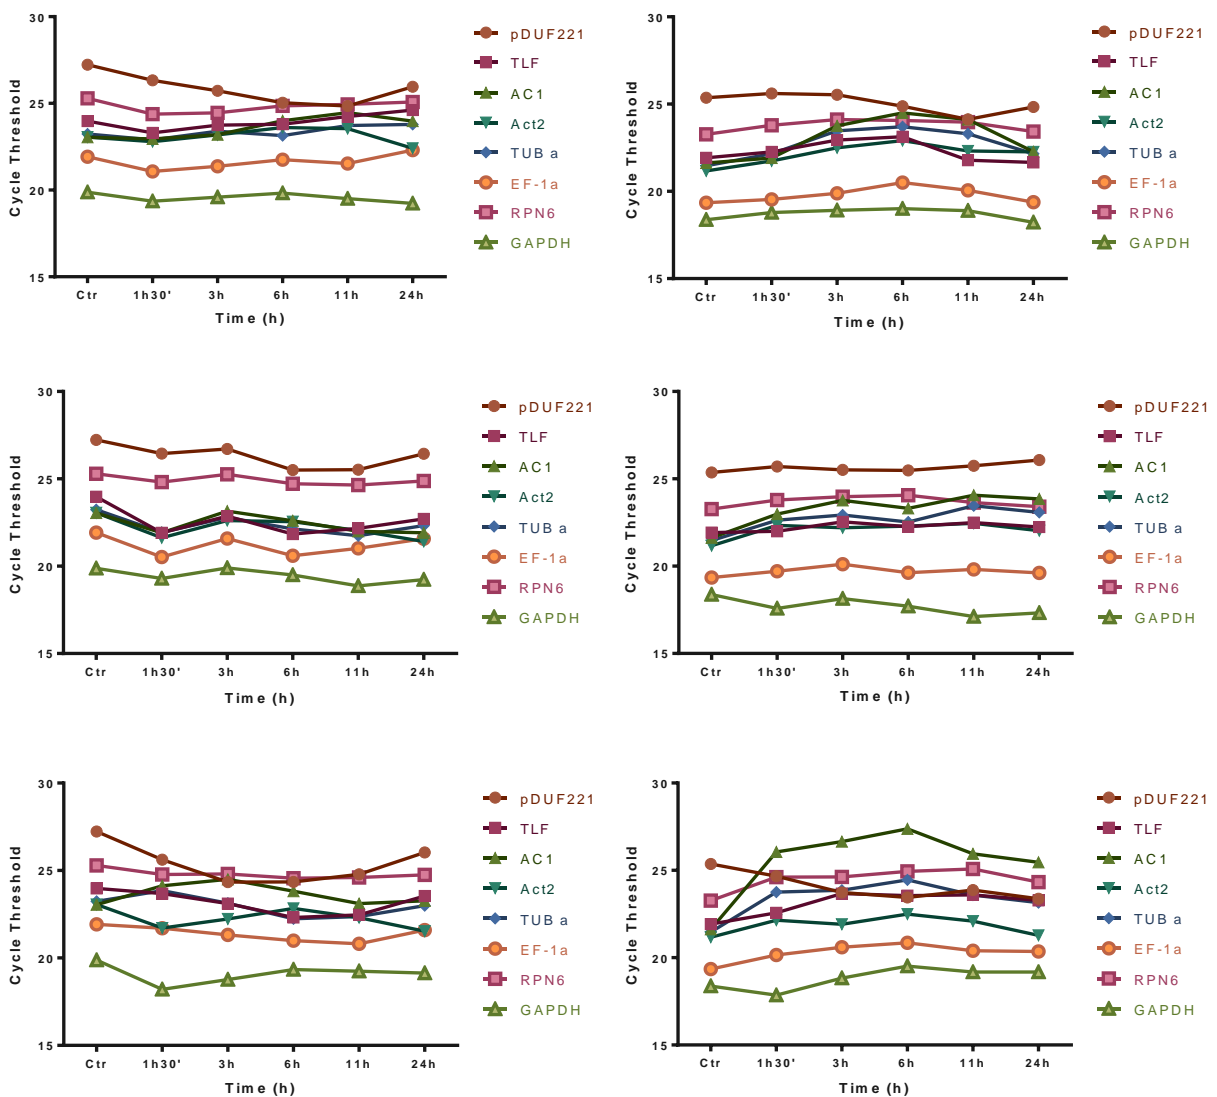 30
25
20
15
Cycle Threshold
Ctr 1h30' 3h 6h 11h 24h
Time (h)
pDUF221
TLF
AC1
Act2
TUB a
EF-1a
RPN6
GAPDH
30
25
20
15
Cycle Threshold
Ctr 1h30' 3h 6h 11h 24h
Time (h)
pDUF221
TLF
AC1
Act2
TUB a
EF-1a
RPN6
GAPDH
30
25
20
15
Cycle Threshold
Ctr 1h30' 3h 6h 11h 24h
Time (h)
pDUF221
TLF
AC1
Act2
TUB a
EF-1a
RPN6
GAPDH
30
25
20
15
Cycle Threshold
Ctr 1h30' 3h 6h 11h 24h
Time (h)
pDUF221
TLF
AC1
Act2
TUB a
EF-1a
RPN6
GAPDH
30
25
20
15
Cycle Threshold
Ctr 1h30' 3h 6h 11h 24h
Time (h)
pDUF221
TLF
AC1
Act2
TUB a
EF-1a
RPN6
GAPDH
30
25
20
15
Cycle Threshold
Ctr 1h30' 3h 6h 11h 24h
Time (h)
pDUF221
TLF
AC1
Act2
TUB a
EF-1a
RPN6
GAPDH